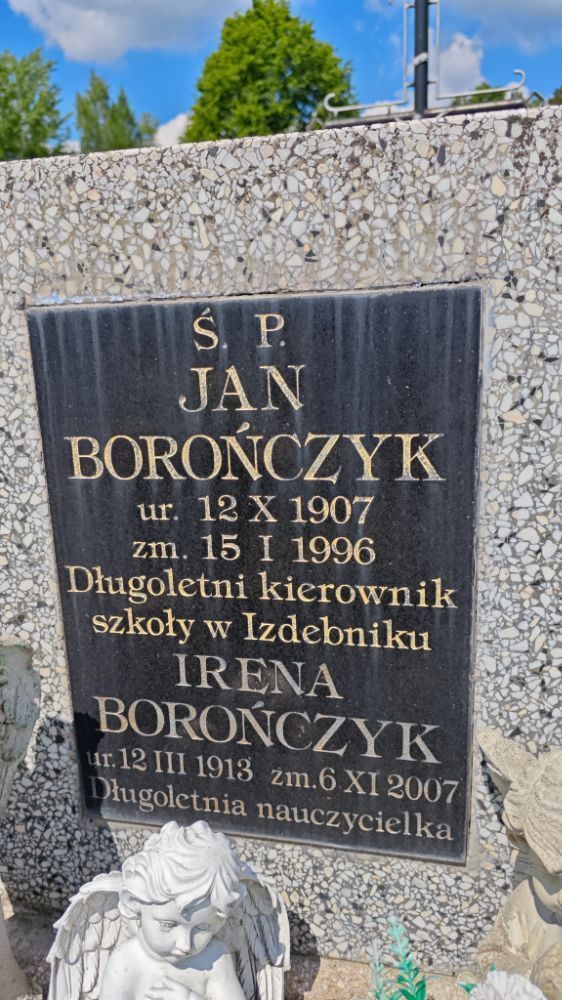 Ś. P.
JAN
BOROŃCZYK
ur. 12 X 1907
zm. 15 I 1996
Długoletni kierownik
szkoły w Izdebniku
IRENA
BOROŃCZYK
ur. 12 III 1913 zm. 6 XI 2007
Długoletnia nauczycielka